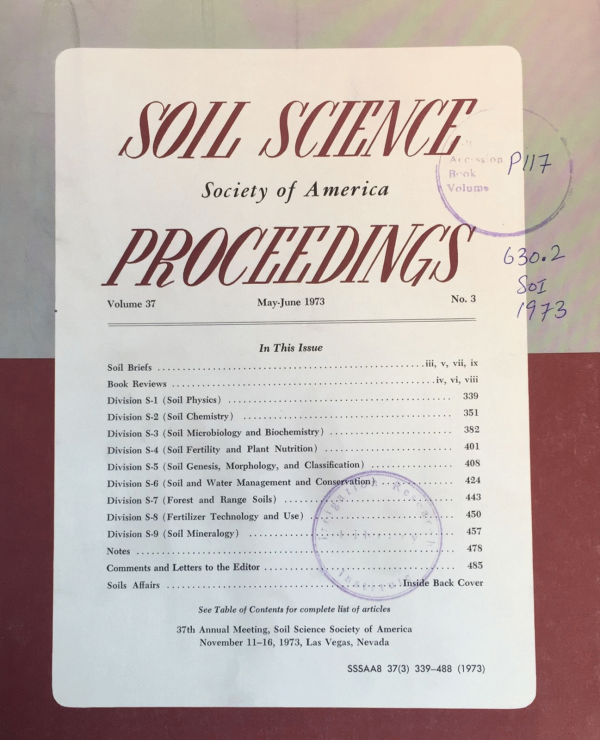 SOIL SCIENCE
Society of America
PROCEEDINGS
Accession P117
Book
Volume
630.2
SOI
1973
Volume 37 May-June 1973 No. 3
In This Issue
Soil Briefs iii, v, vii, ix
Book Reviews iv, vi, viii
Division S-1 (Soil Physics) 339
Division S-2 (Soil Chemistry) 351
Division S-3 (Soil Microbiology and Biochemistry) 382
Division S-4 (Soil Fertility and Plant Nutrition) 401
Division S-5 (Soil Genesis, Morphology, and Classification) 408
Division S-6 (Soil and Water Management and Conservation) 424
Division S-7 (Forest and Range Soils) 443
Division S-8 (Fertilizer Technology and Use) 450
Division S-9 (Soil Mineralogy) 457
Notes 478
Comments and Letters to the Editor 485
Soils Affairs Inside Back Cover
Irrigation Research
Institute
See Table of Contents for complete list of articles
37th Annual Meeting, Soil Science Society of America
November 11-16, 1973, Las Vegas, Nevada
SSSAA8 37(3) 339-488 (1973)